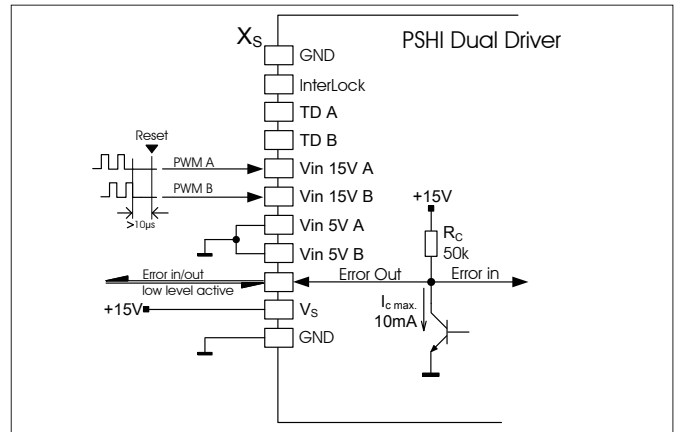 X_S
PSHI Dual Driver
GND
InterLock
TD A
TD B
Reset
PWM A
Vin 15V A
PWM B
Vin 15V B
>10µs
Vin 5V A
Vin 5V B
+15V
R_C
50k
Error in/out
low level active
Error Out
Error in
I_c max.
10mA
+15V
V_S
GND